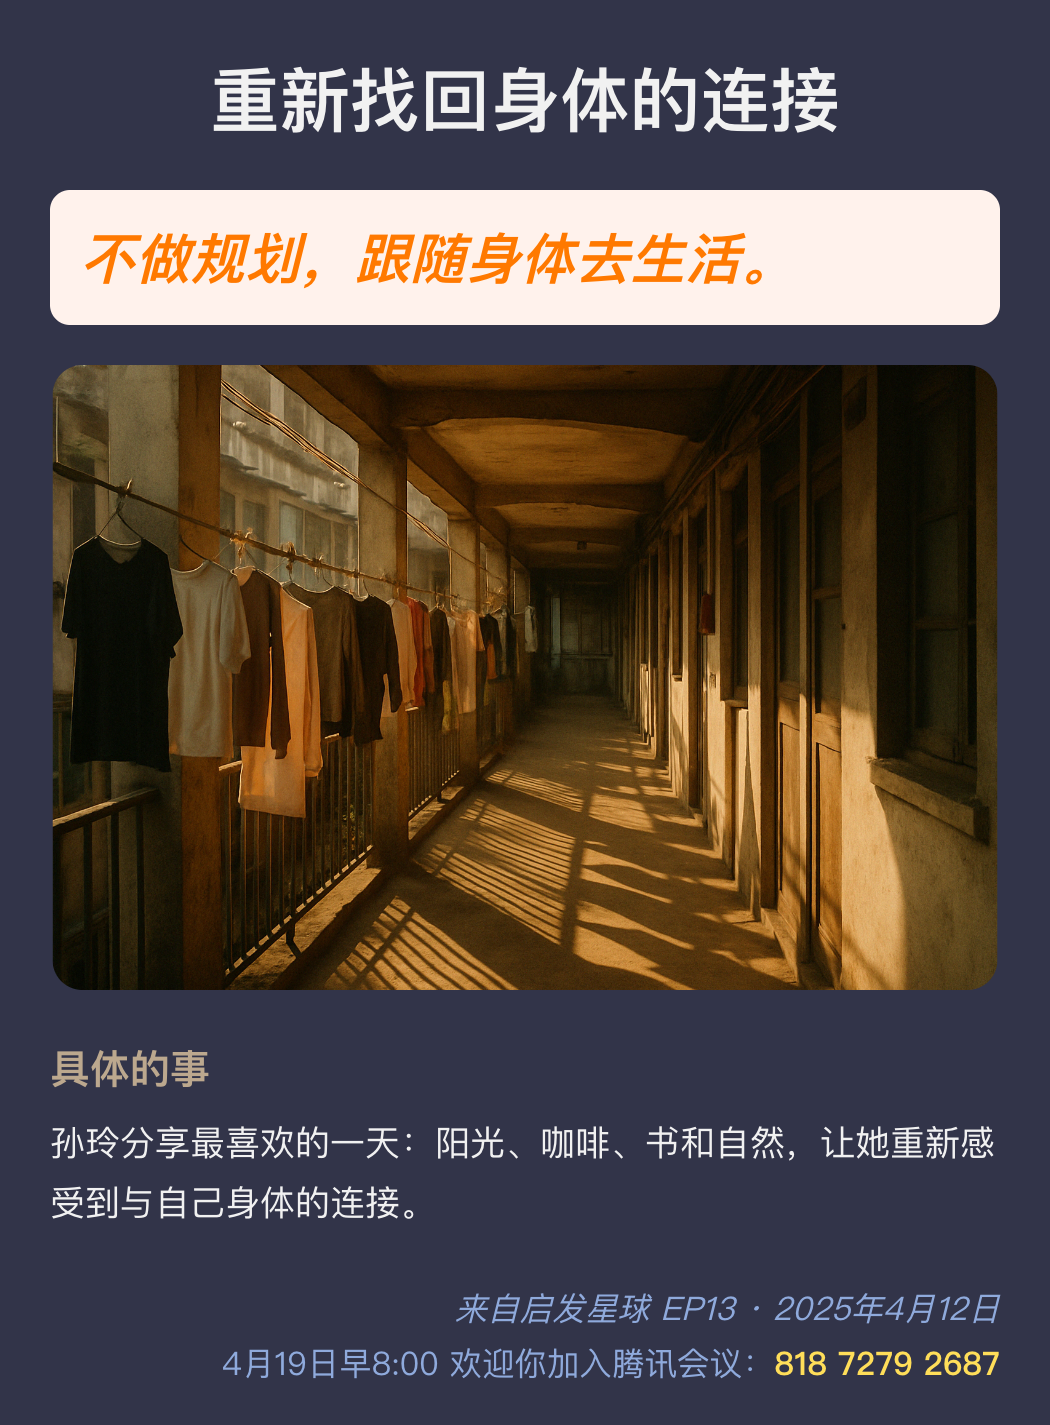 重新找回身体的连接
不做规划，跟随身体去生活。
具体的事
孙玲分享最喜欢的一天：阳光、咖啡、书和自然，让她重新感
受到与自己身体的连接。
来自启发星球 EP13 · 2025年4月12日
4月19日早8:00 欢迎你加入腾讯会议：818 7279 2687